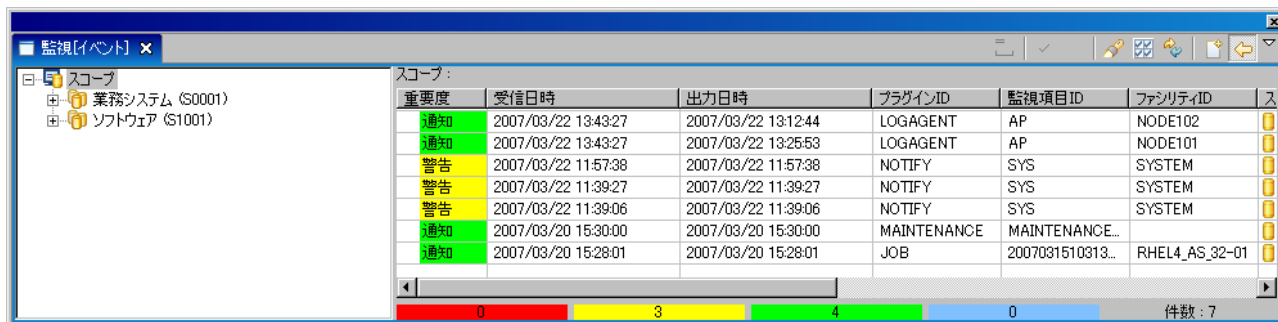 監視[イベント]
スコープ
業務システム (S0001)
ソフトウェア (S1001)
スコープ :
重要度 受信日時 出力日時 プラグインID 監視項目ID ファシリティID ス
通知 2007/03/22 13:43:27 2007/03/22 13:12:44 LOGAGENT AP NODE102
通知 2007/03/22 13:43:27 2007/03/22 13:25:53 LOGAGENT AP NODE101
警告 2007/03/22 11:57:38 2007/03/22 11:57:38 NOTIFY SYS SYSTEM
警告 2007/03/22 11:39:27 2007/03/22 11:39:27 NOTIFY SYS SYSTEM
警告 2007/03/22 11:39:06 2007/03/22 11:39:06 NOTIFY SYS SYSTEM
通知 2007/03/20 15:30:00 2007/03/20 15:30:00 MAINTENANCE MAINTENANCE...
通知 2007/03/20 15:28:01 2007/03/20 15:28:01 JOB 2007031510313... RHEL4_AS_32-01
0 3 4 0 件数 : 7